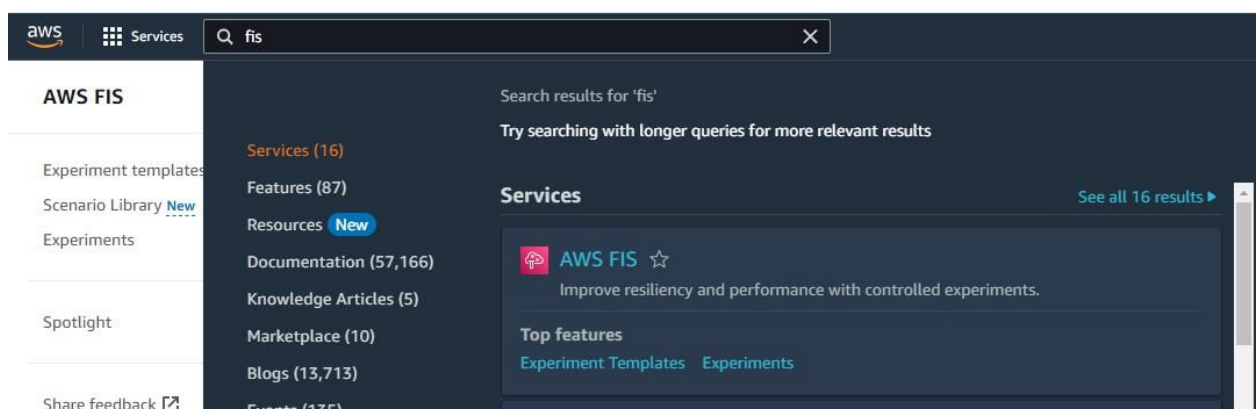 aws Services fis
AWS FIS
Experiment templates
Scenario Library New
Experiments
Spotlight
Share feedback
Services (16)
Features (87)
Resources New
Documentation (57,166)
Knowledge Articles (5)
Marketplace (10)
Blogs (13,713)
Events (135)
Search results for 'fis'
Try searching with longer queries for more relevant results
Services See all 16 results
AWS FIS
Improve resiliency and performance with controlled experiments.
Top features
Experiment Templates Experiments